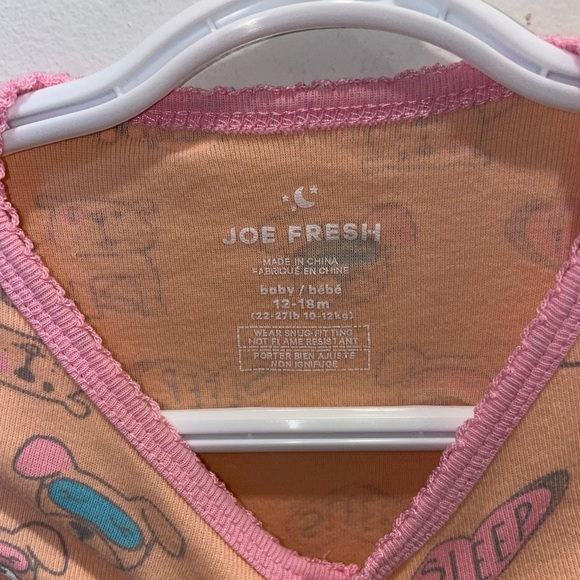 JOE FRESH
MADE IN CHINA
FABRIQUÉ EN CHINE
baby / bébé
12-18m
(22-27lb 10-12kg)
WEAR SNUG-FITTING
NOT FLAME RESISTANT
PORTER BIEN AJUSTÉ
NON IGNIFUGE
SLEEP